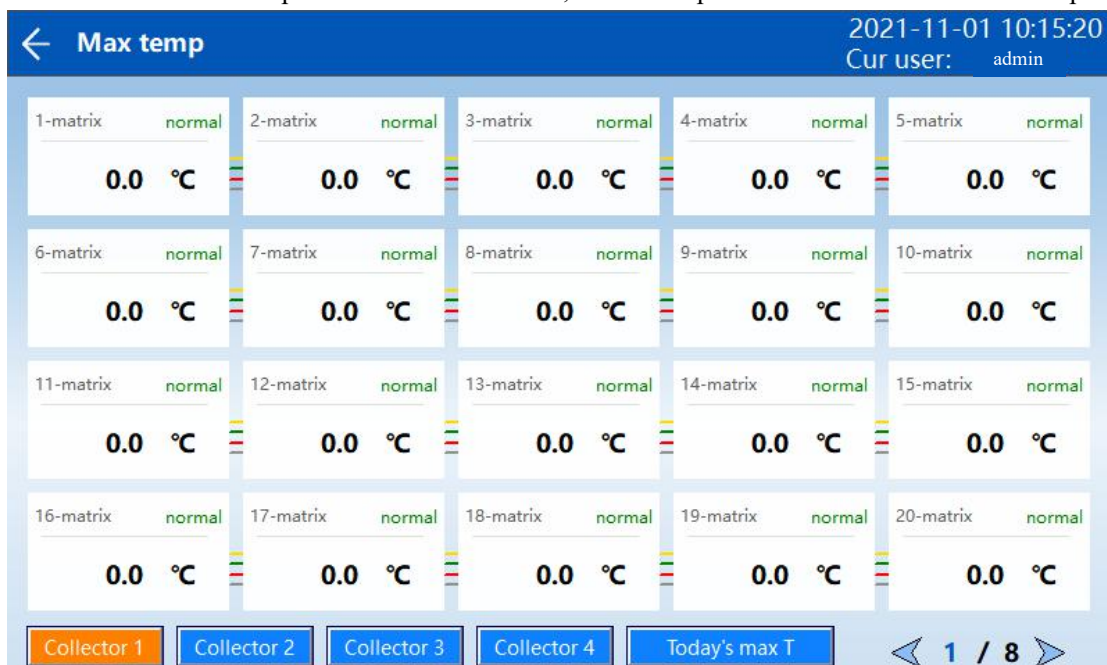 2021-11-01 10:15:20
Max temp
Cur user: admin
1-matrix normal 2-matrix normal 3-matrix normal 4-matrix normal 5-matrix normal
0.0 ℃ 0.0 ℃ 0.0 ℃ 0.0 ℃ 0.0 ℃
6-matrix normal 7-matrix normal 8-matrix normal 9-matrix normal 10-matrix normal
0.0 ℃ 0.0 ℃ 0.0 ℃ 0.0 ℃ 0.0 ℃
11-matrix normal 12-matrix normal 13-matrix normal 14-matrix normal 15-matrix normal
0.0 ℃ 0.0 ℃ 0.0 ℃ 0.0 ℃ 0.0 ℃
16-matrix normal 17-matrix normal 18-matrix normal 19-matrix normal 20-matrix normal
0.0 ℃ 0.0 ℃ 0.0 ℃ 0.0 ℃ 0.0 ℃
Collector 1 Collector 2 Collector 3 Collector 4 Today's max T 1 / 8